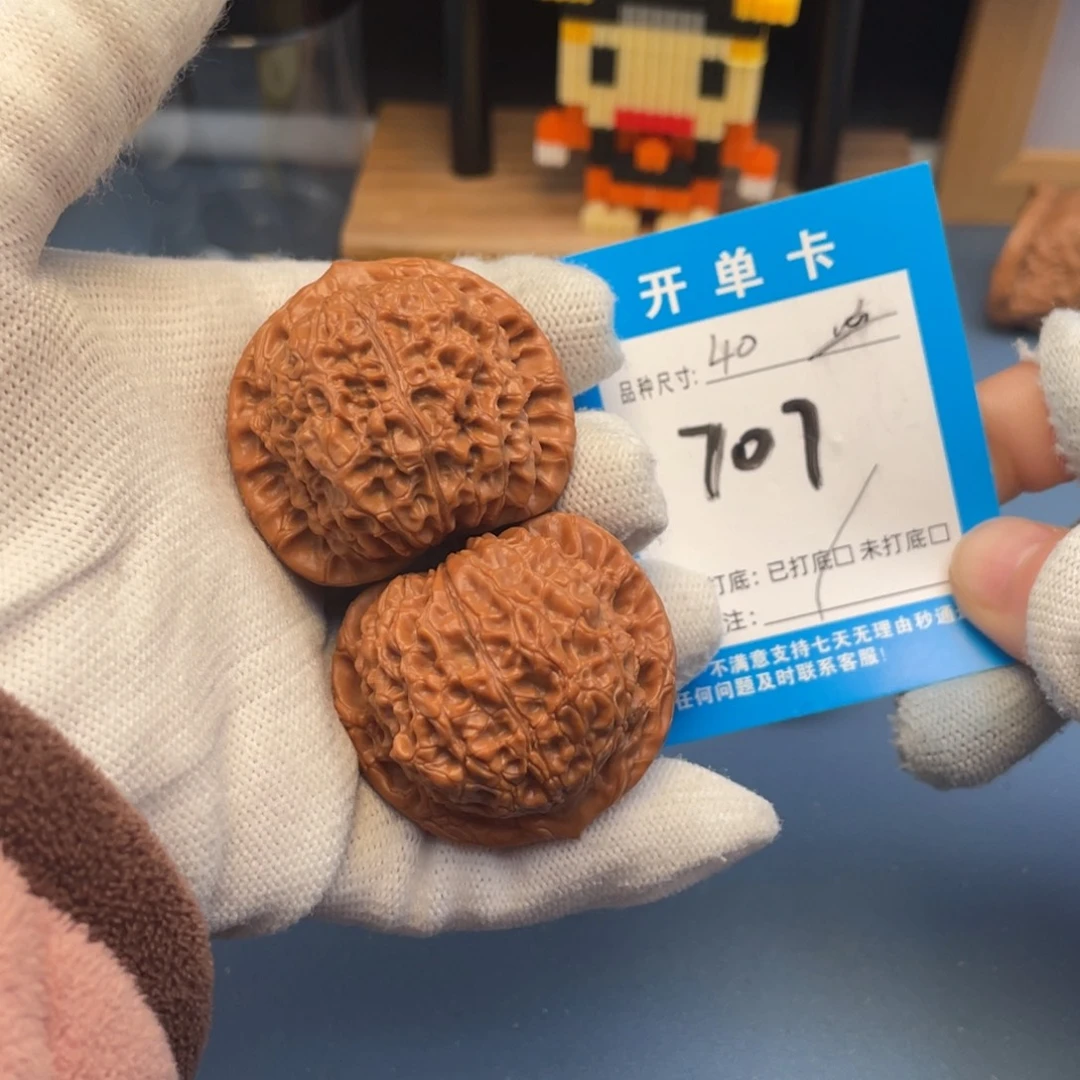 开单卡
品种尺寸: 40
707
打底: 已打底□ 未打底□
注:
不满意支持七天无理由秒通
任何问题及时联系客服!